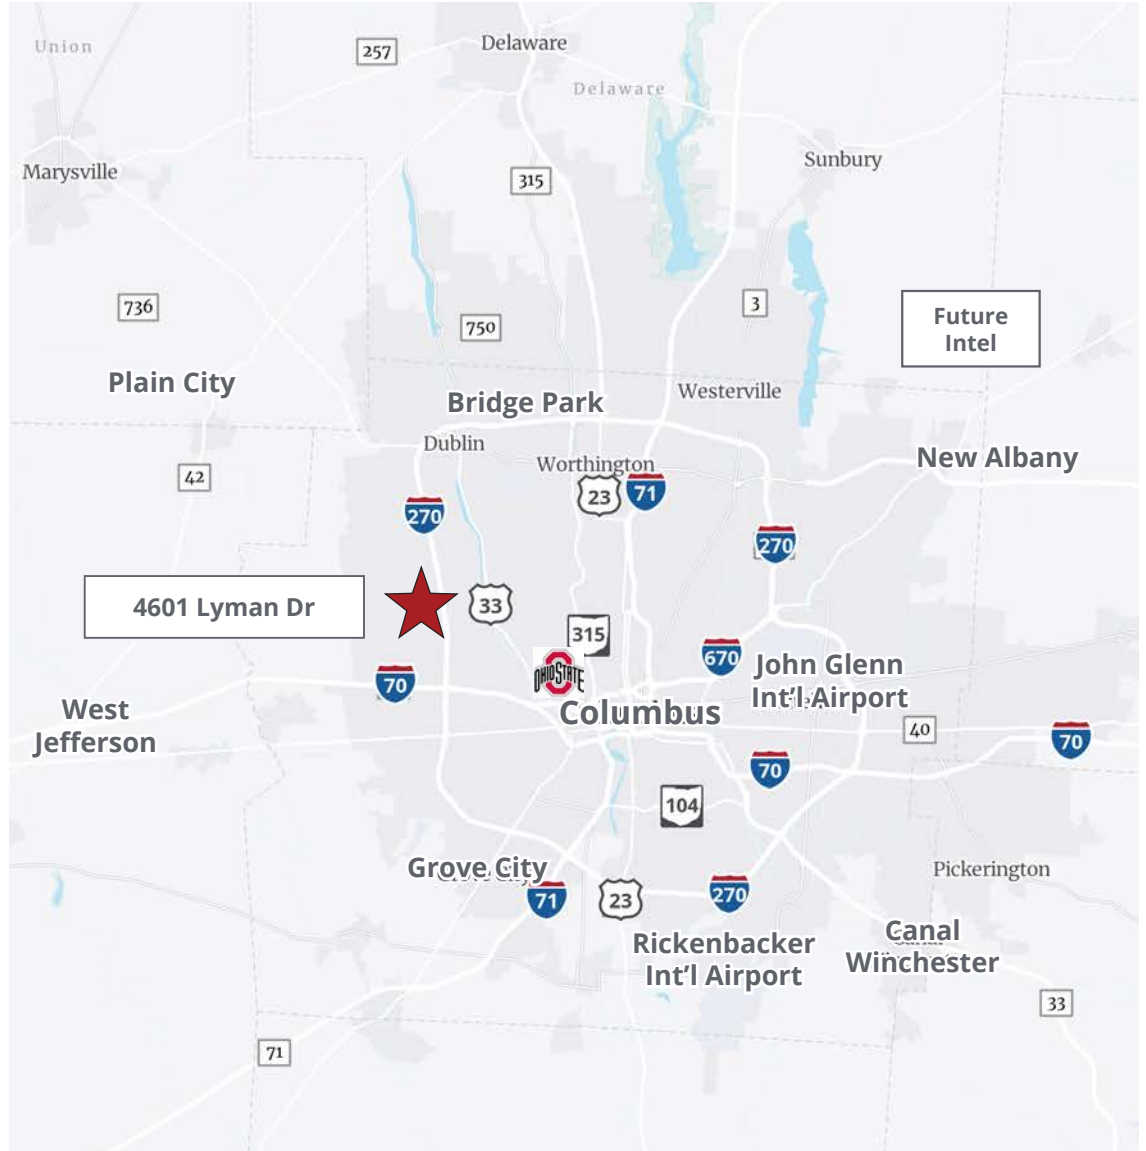 Union
257
Delaware
Delaware
Marysville
315
Sunbury
736
750
3
Future
Intel
Plain City
Bridge Park
Westerville
Dublin
Worthington
New Albany
42
23
71
270
270
4601 Lyman Dr
33
315
OHIO STATE
670
John Glenn
Int'l Airport
70
West
Jefferson
Columbus
40
70
70
104
Grove City
Pickerington
71
23
270
Rickenbacker
Int'l Airport
Canal
Winchester
33
71